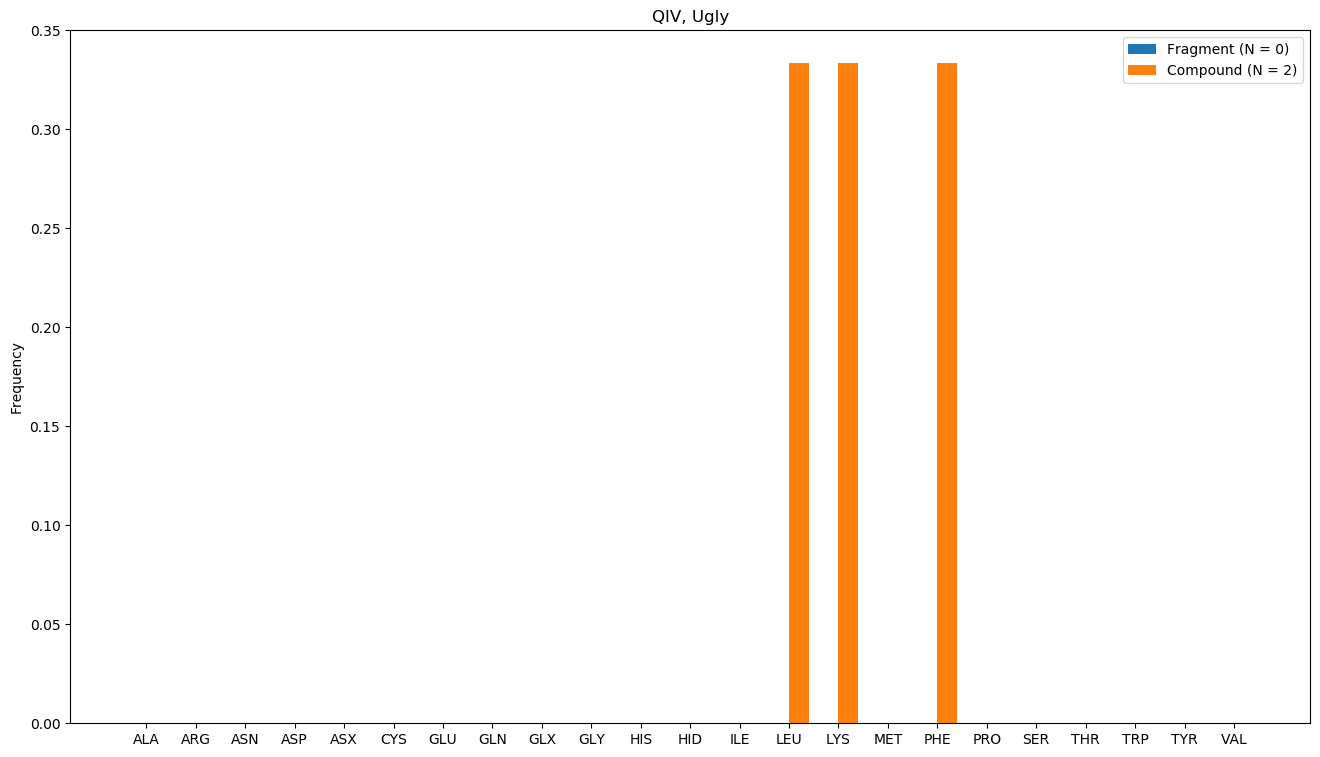 QIV, Ugly
Fragment (N = 0)
Compound (N = 2)
Frequency
0.35
0.30
0.25
0.20
0.15
0.10
0.05
0.00
ALA ARG ASN ASP ASX CYS GLU GLN GLX GLY HIS HID ILE LEU LYS MET PHE PRO SER THR TRP TYR VAL